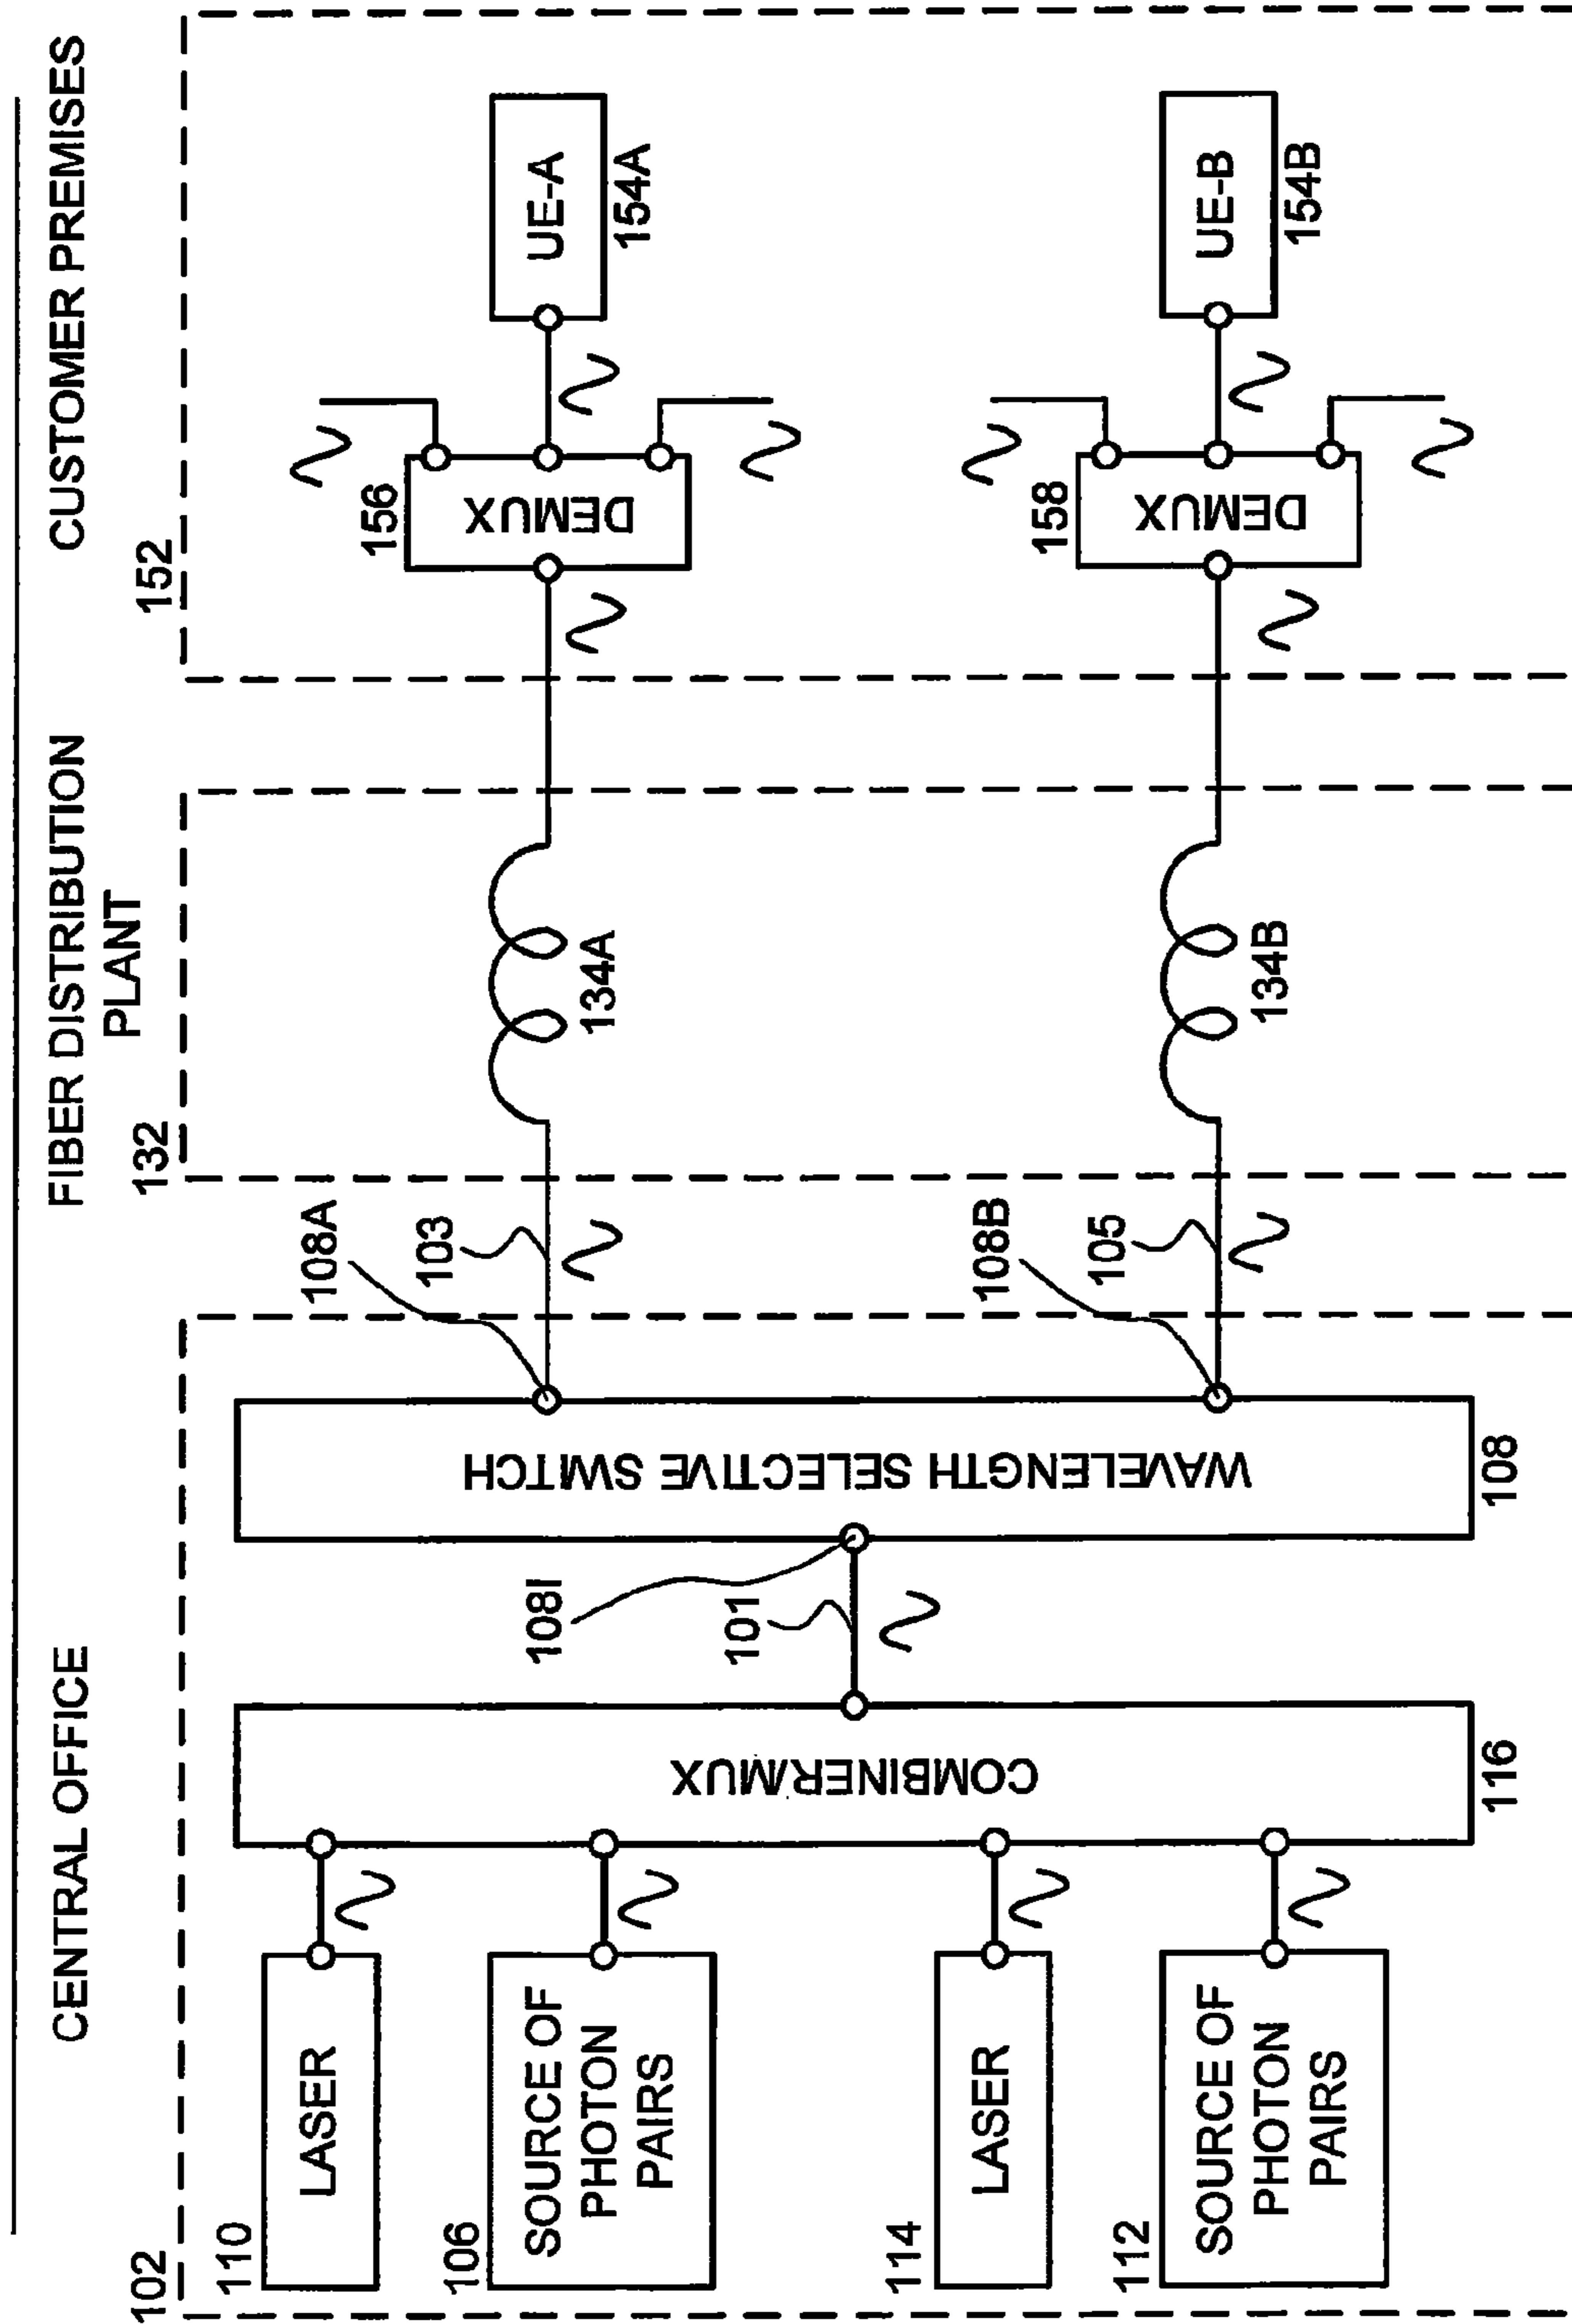 CENTRAL OFFICE
FIBER DISTRIBUTION
PLANT
CUSTOMER PREMISES
102
132
152
110
LASER
106
SOURCE OF
PHOTON
PAIRS
114
LASER
112
SOURCE OF
PHOTON
PAIRS
COMBINER/MUX
116
108I
101
WAVELENGTH SELECTIVE SWITCH
108
108A
103
108B
105
134A
134B
156
DEMUX
UE-A
154A
158
DEMUX
UE-B
154B